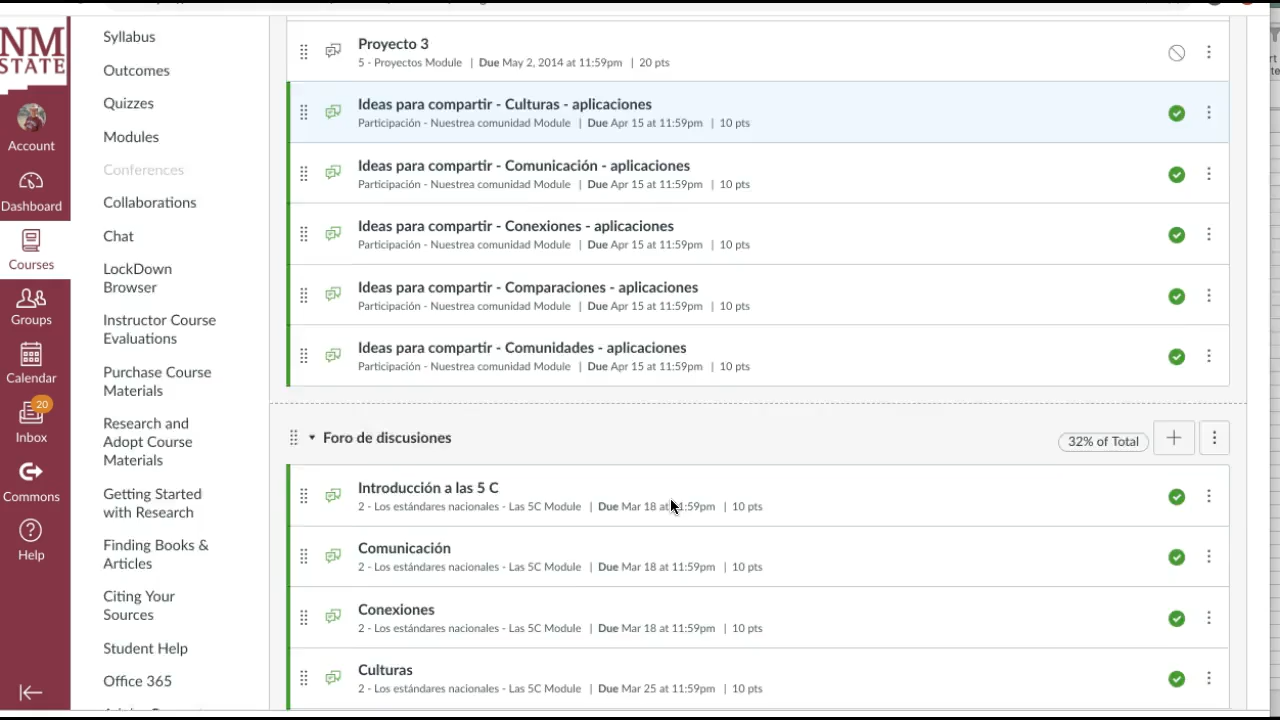 NM
STATE
Account
Dashboard
Courses
Groups
Calendar
20
Inbox
Commons
Help
Syllabus
Outcomes
Quizzes
Modules
Conferences
Collaborations
Chat
LockDown
Browser
Instructor Course
Evaluations
Purchase Course
Materials
Research and
Adopt Course
Materials
Getting Started
with Research
Finding Books &
Articles
Citing Your
Sources
Student Help
Office 365
Proyecto 3
5 - Proyectos Module | Due May 2, 2014 at 11:59pm | 20 pts
Ideas para compartir - Culturas - aplicaciones
Participación - Nuestrea comunidad Module | Due Apr 15 at 11:59pm | 10 pts
Ideas para compartir - Comunicación - aplicaciones
Participación - Nuestrea comunidad Module | Due Apr 15 at 11:59pm | 10 pts
Ideas para compartir - Conexiones - aplicaciones
Participación - Nuestrea comunidad Module | Due Apr 15 at 11:59pm | 10 pts
Ideas para compartir - Comparaciones - aplicaciones
Participación - Nuestrea comunidad Module | Due Apr 15 at 11:59pm | 10 pts
Ideas para compartir - Comunidades - aplicaciones
Participación - Nuestrea comunidad Module | Due Apr 15 at 11:59pm | 10 pts
Foro de discusiones
32% of Total
Introducción a las 5 C
2 - Los estándares nacionales - Las 5C Module | Due Mar 18 at 11:59pm | 10 pts
Comunicación
2 - Los estándares nacionales - Las 5C Module | Due Mar 18 at 11:59pm | 10 pts
Conexiones
2 - Los estándares nacionales - Las 5C Module | Due Mar 18 at 11:59pm | 10 pts
Culturas
2 - Los estándares nacionales - Las 5C Module | Due Mar 25 at 11:59pm | 10 pts